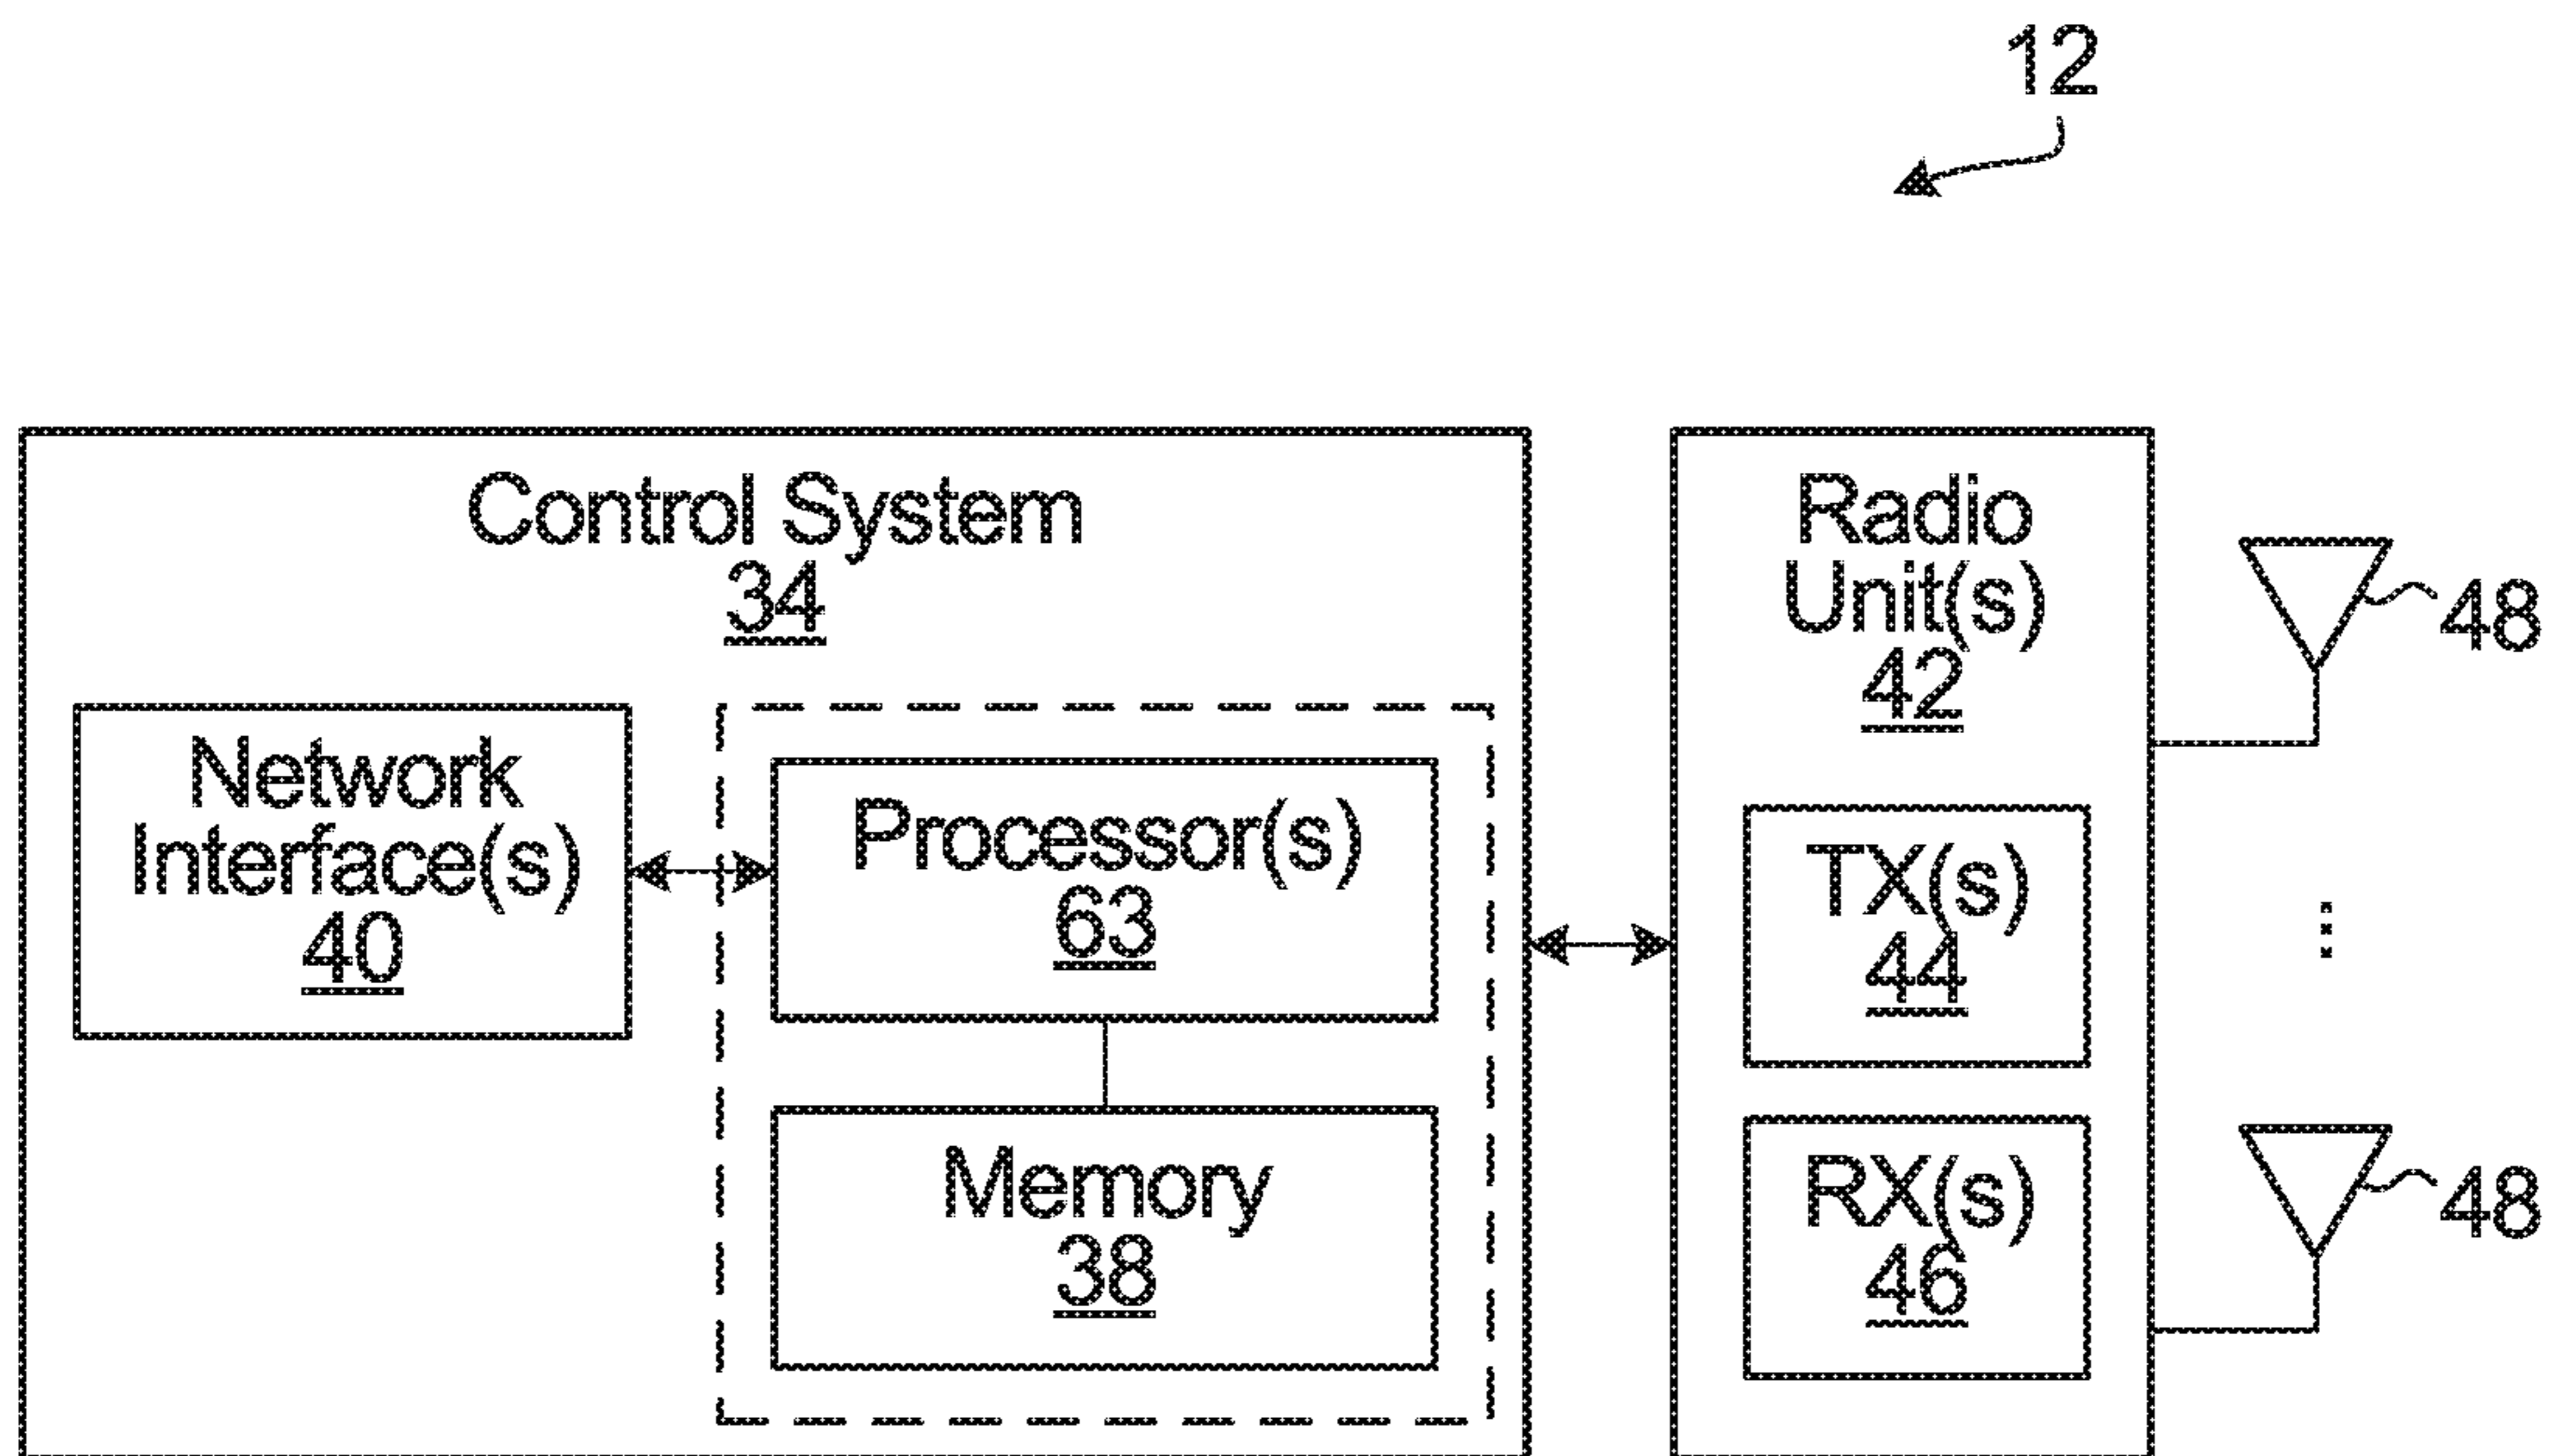 12
Control System
34
Network
Interface(s)
40
Processor(s)
63
Memory
38
Radio
Unit(s)
42
TX(s)
44
RX(s)
46
48
48